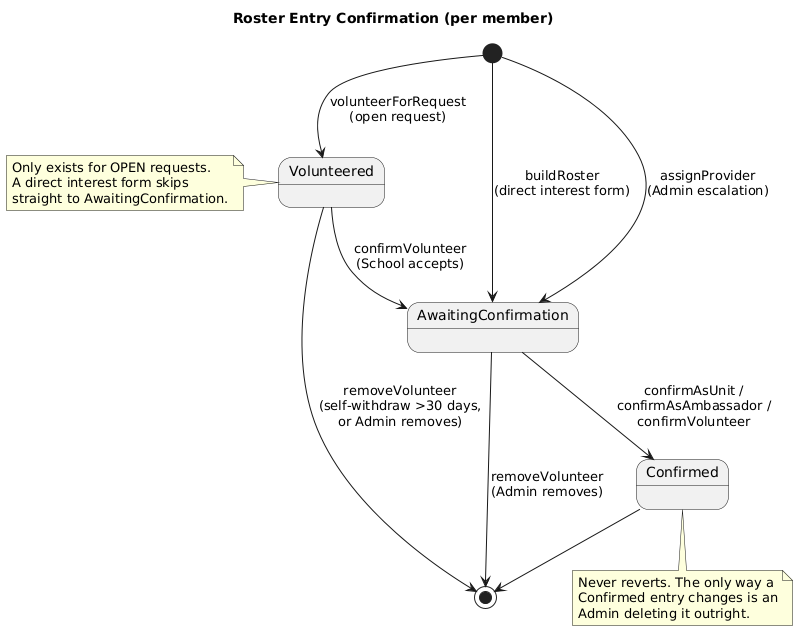 Roster Entry Confirmation (per member)
volunteerForRequest
(open request)
Only exists for OPEN requests.
A direct interest form skips
straight to AwaitingConfirmation.
Volunteered
buildRoster
(direct interest form)
assignProvider
(Admin escalation)
confirmVolunteer
(School accepts)
AwaitingConfirmation
removeVolunteer
(self-withdraw >30 days,
or Admin removes)
confirmAsUnit /
confirmAsAmbassador /
confirmVolunteer
removeVolunteer
(Admin removes)
Confirmed
Never reverts. The only way a
Confirmed entry changes is an
Admin deleting it outright.